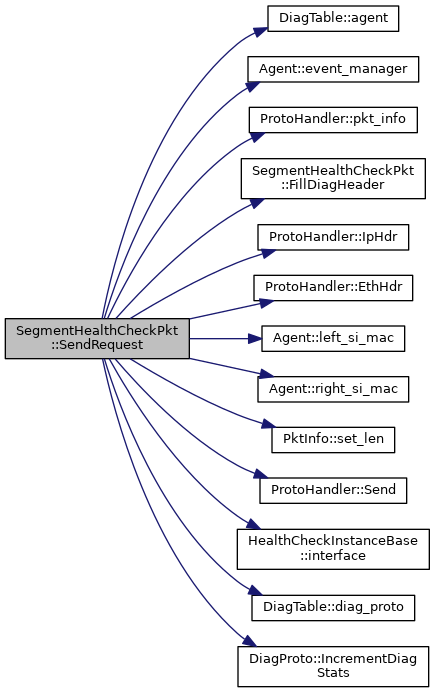 DiagTable::agent
Agent::event_manager
ProtoHandler::pkt_info
SegmentHealthCheckPkt
::FillDiagHeader
ProtoHandler::IpHdr
ProtoHandler::EthHdr
SegmentHealthCheckPkt
::SendRequest
Agent::left_si_mac
Agent::right_si_mac
PktInfo::set_len
ProtoHandler::Send
HealthCheckInstanceBase
::interface
DiagTable::diag_proto
DiagProto::IncrementDiag
Stats